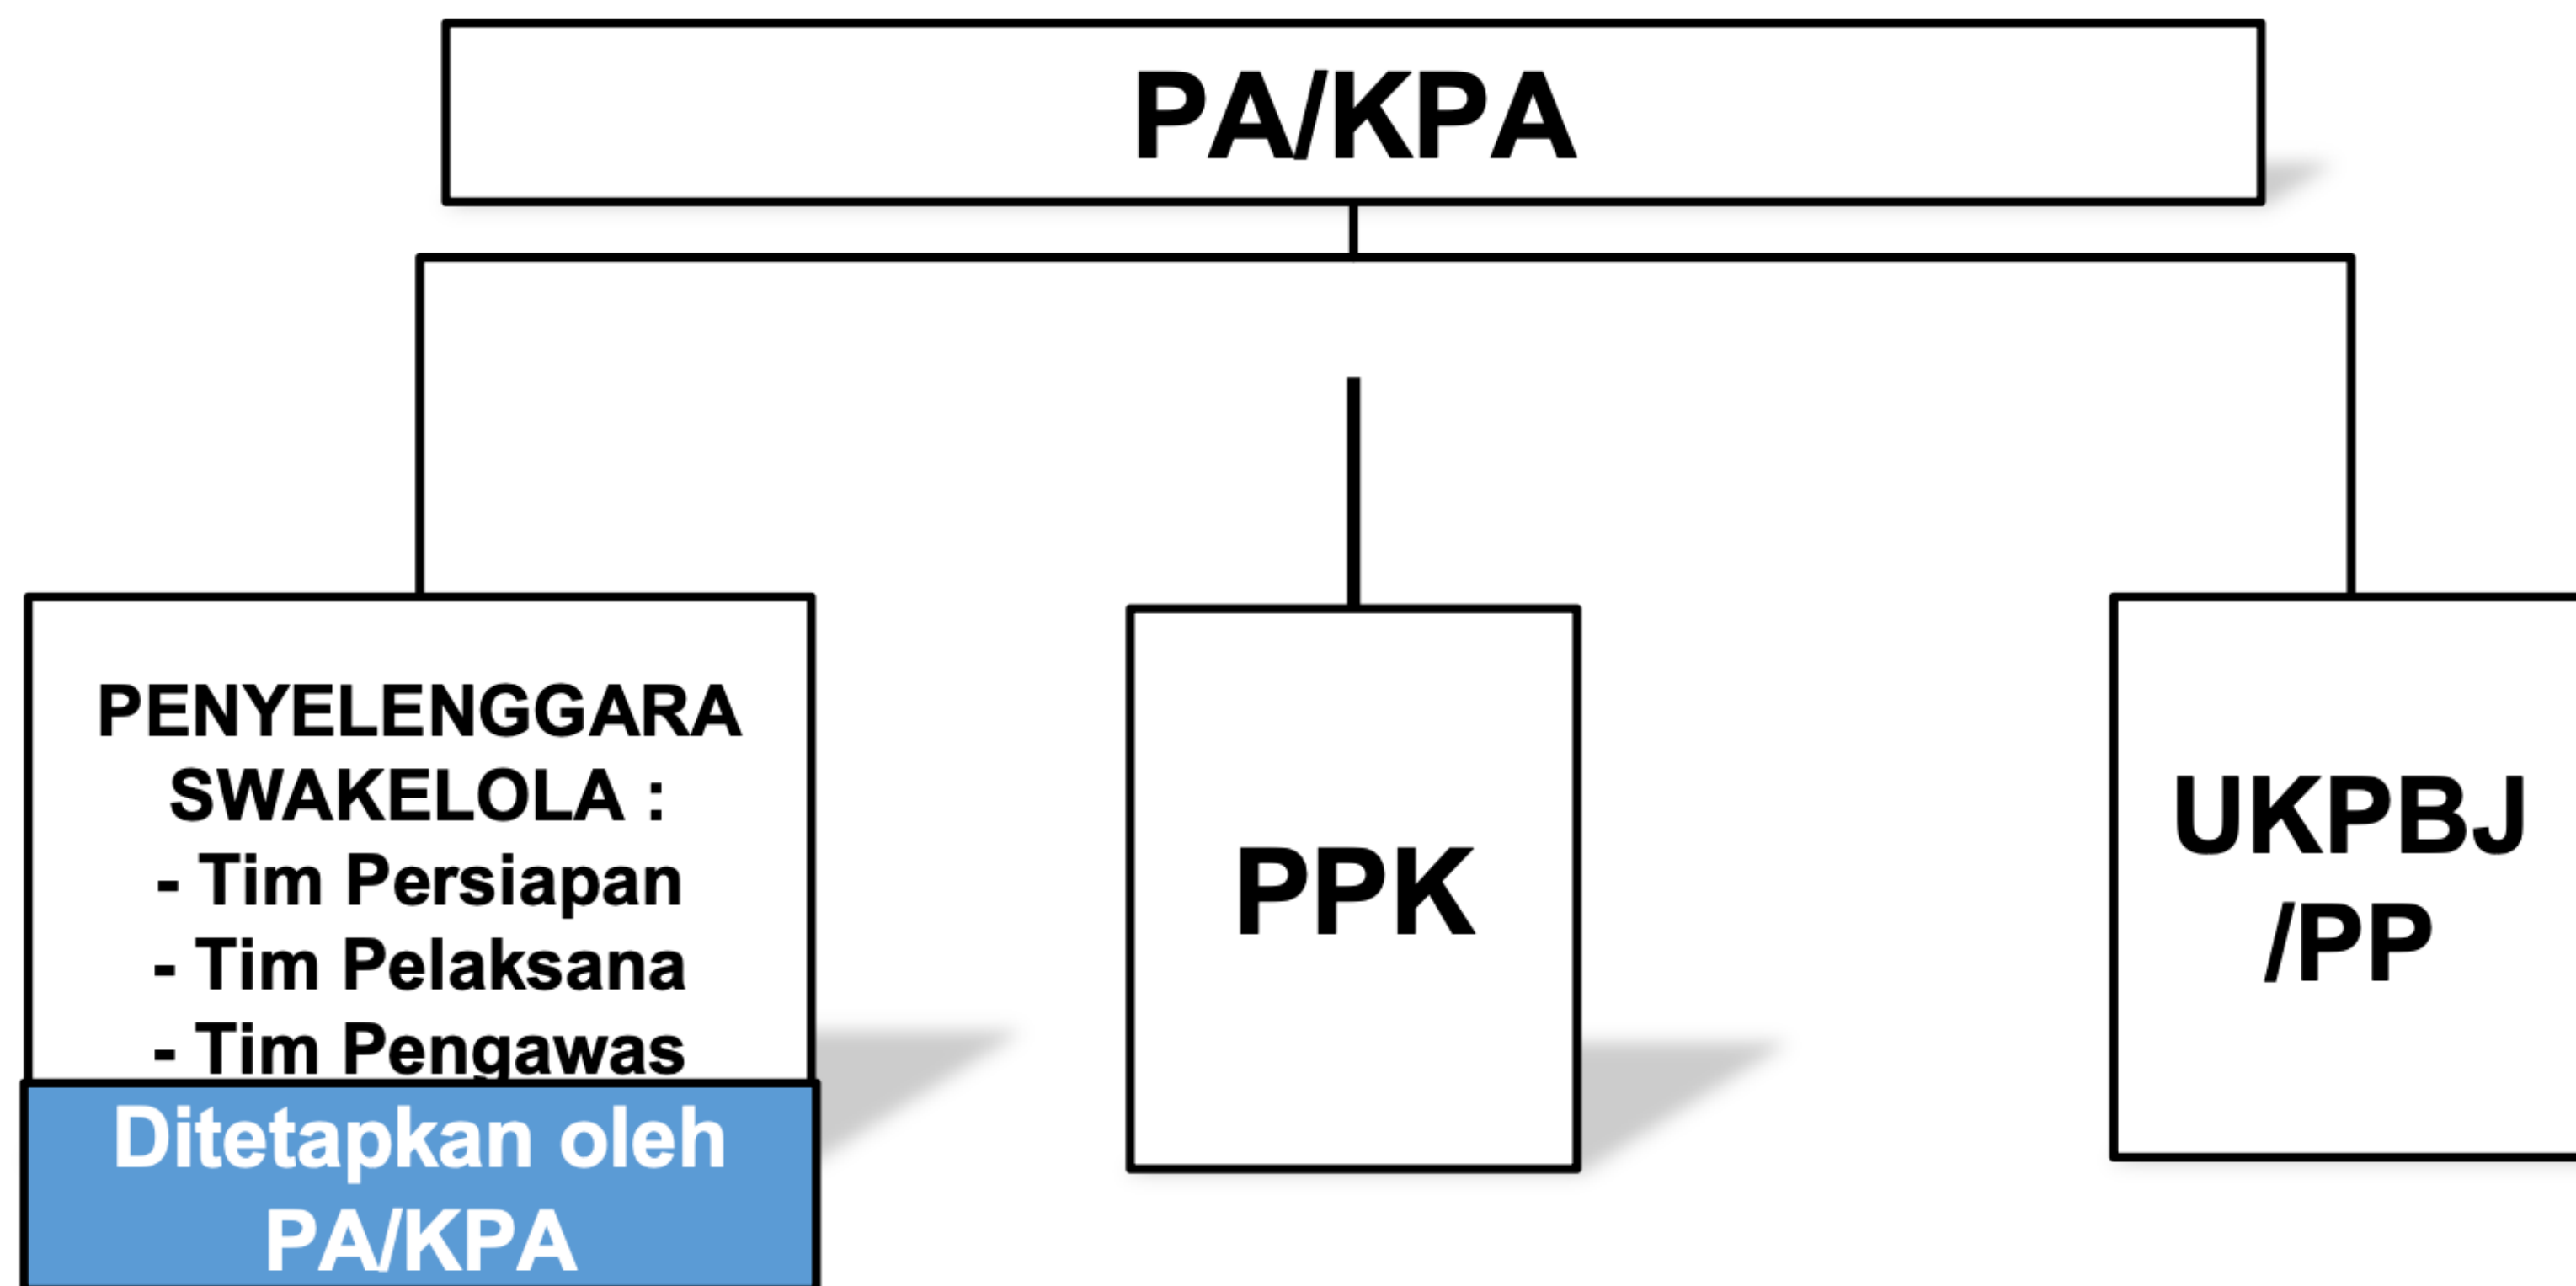 PA/KPA
PENYELENGGARA
SWAKELOLA :
- Tim Persiapan
- Tim Pelaksana
- Tim Pengawas
Ditetapkan oleh
PA/KPA
PPK
UKPBJ
/PP